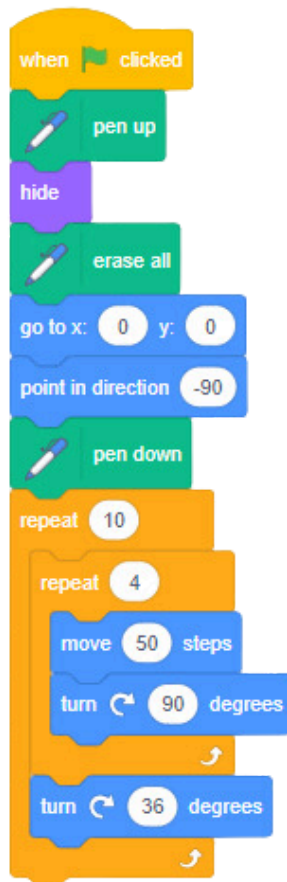 when clicked
pen up
hide
erase all
go to x: 0 y: 0
point in direction -90
pen down
repeat 10
repeat 4
move 50 steps
turn 90 degrees
turn 36 degrees